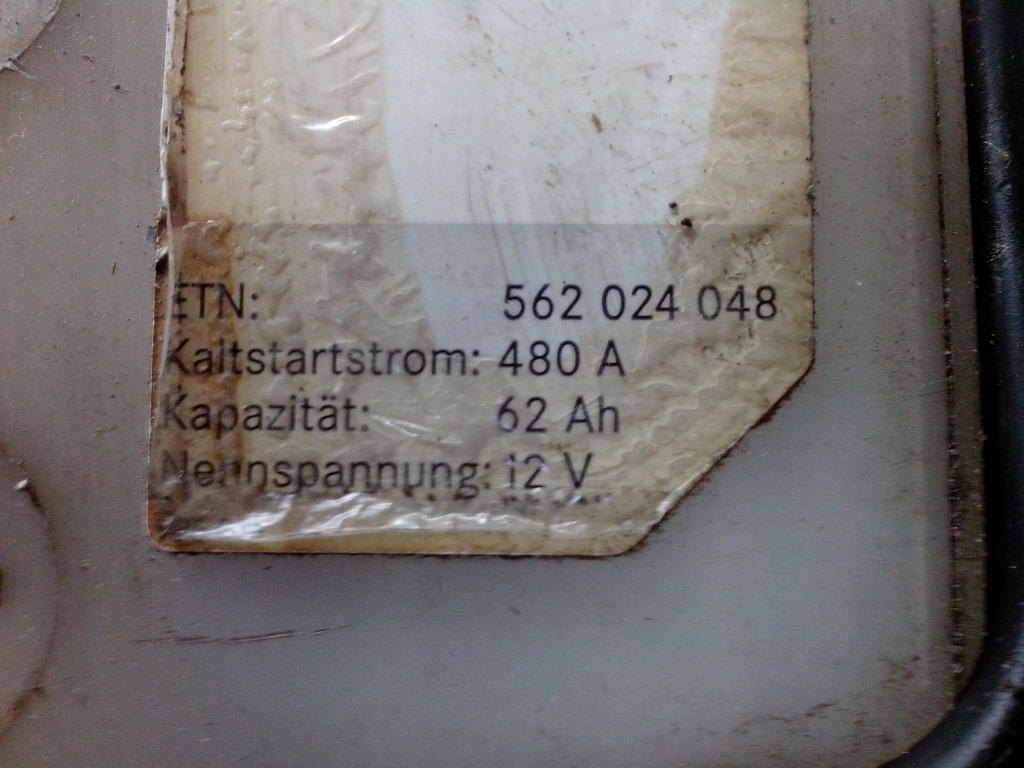 ETN: 562 024 048
Kaltstartstrom: 480 A
Kapazität: 62 Ah
Nennspannung: 12 V